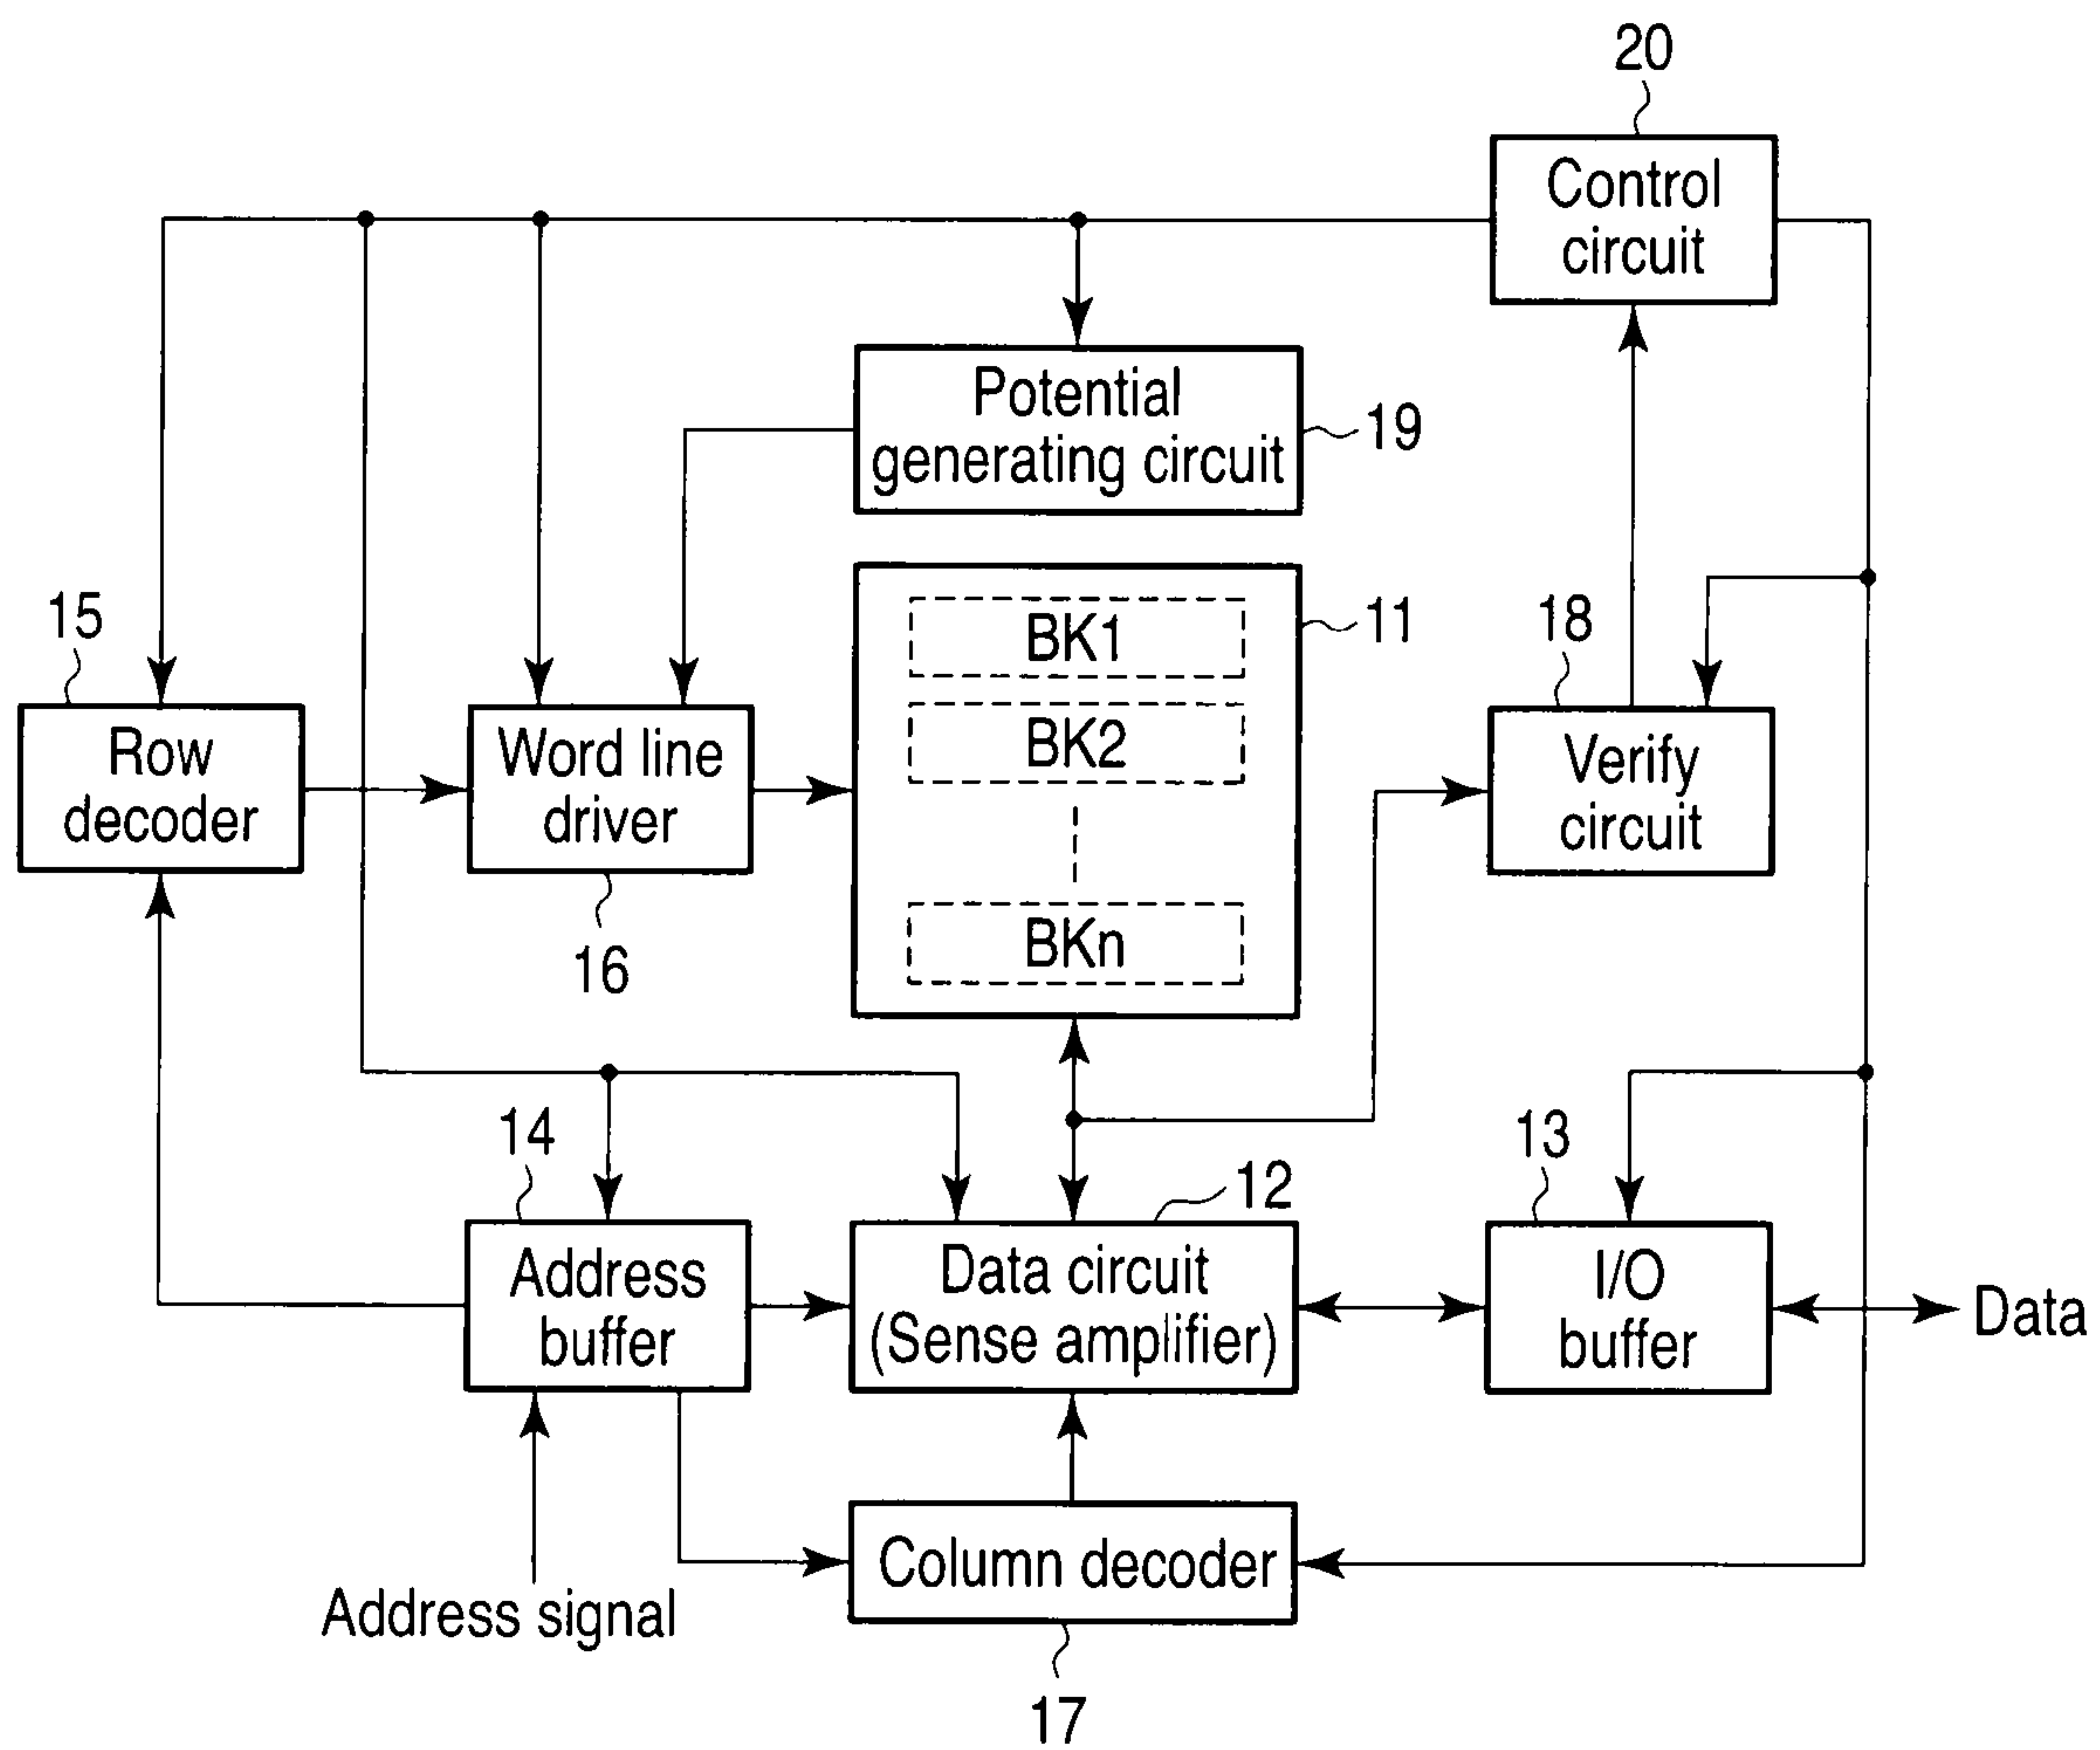 20
Control
circuit
Potential
generating circuit
19
15
Row
decoder
Word line
driver
16
BK1
BK2
BKn
11
18
Verify
circuit
14
Address
buffer
12
Data circuit
(Sense amplifier)
13
I/O
buffer
Data
Address signal
Column decoder
17